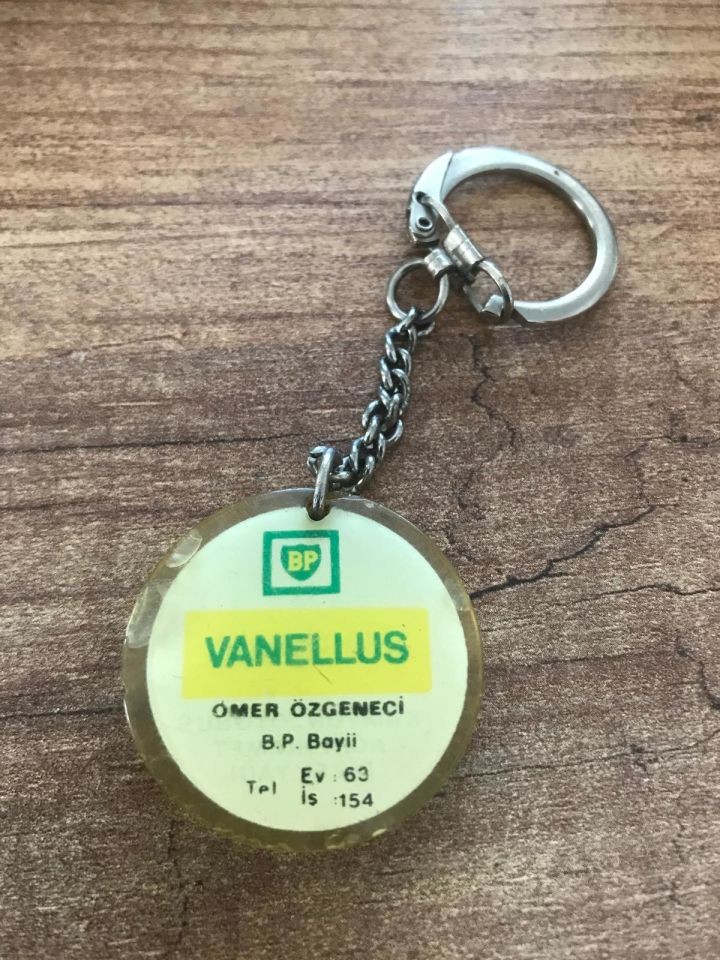 BP
VANELLUS
ÖMER ÖZGENECİ
B.P. Bayii
Tel Ev : 63
İş : 154